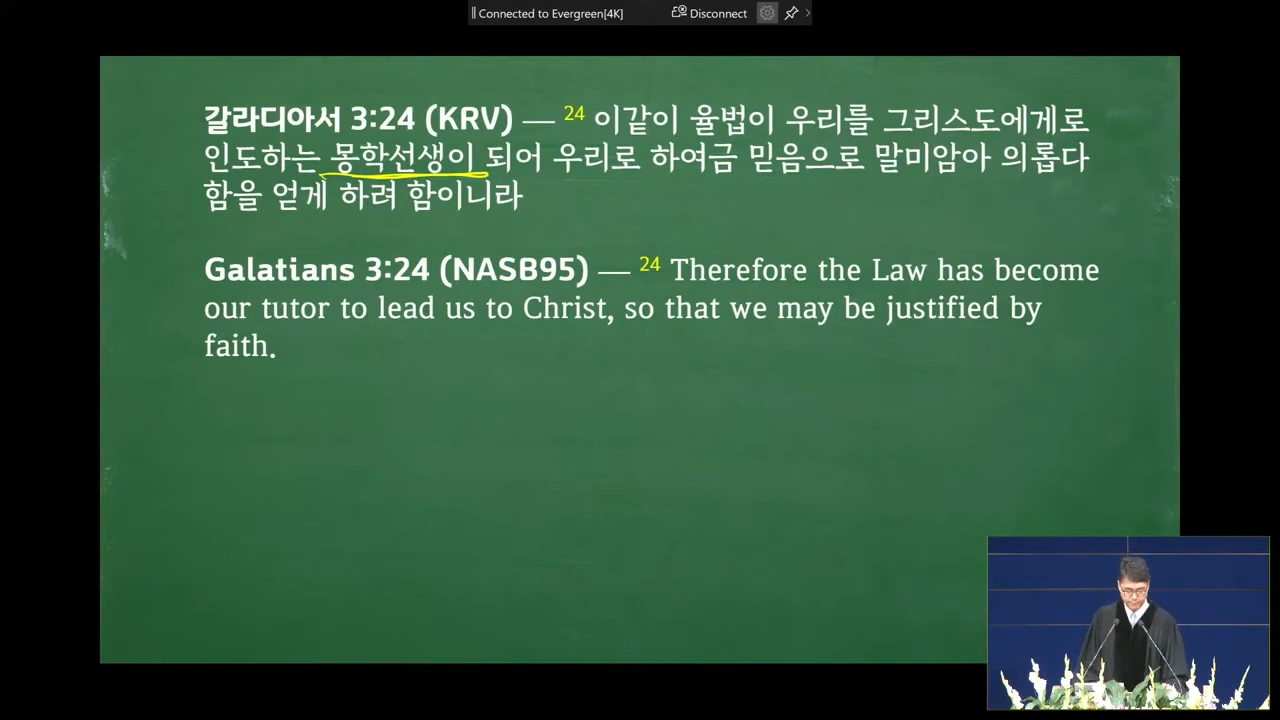 Connected to Evergreen[4K] Disconnect
갈라디아서 3:24 (KRV) — 24 이같이 율법이 우리를 그리스도에게로
인도하는 몽학선생이 되어 우리로 하여금 믿음으로 말미암아 의롭다
함을 얻게 하려 함이니라
Galatians 3:24 (NASB95) — 24 Therefore the Law has become
our tutor to lead us to Christ, so that we may be justified by
faith.